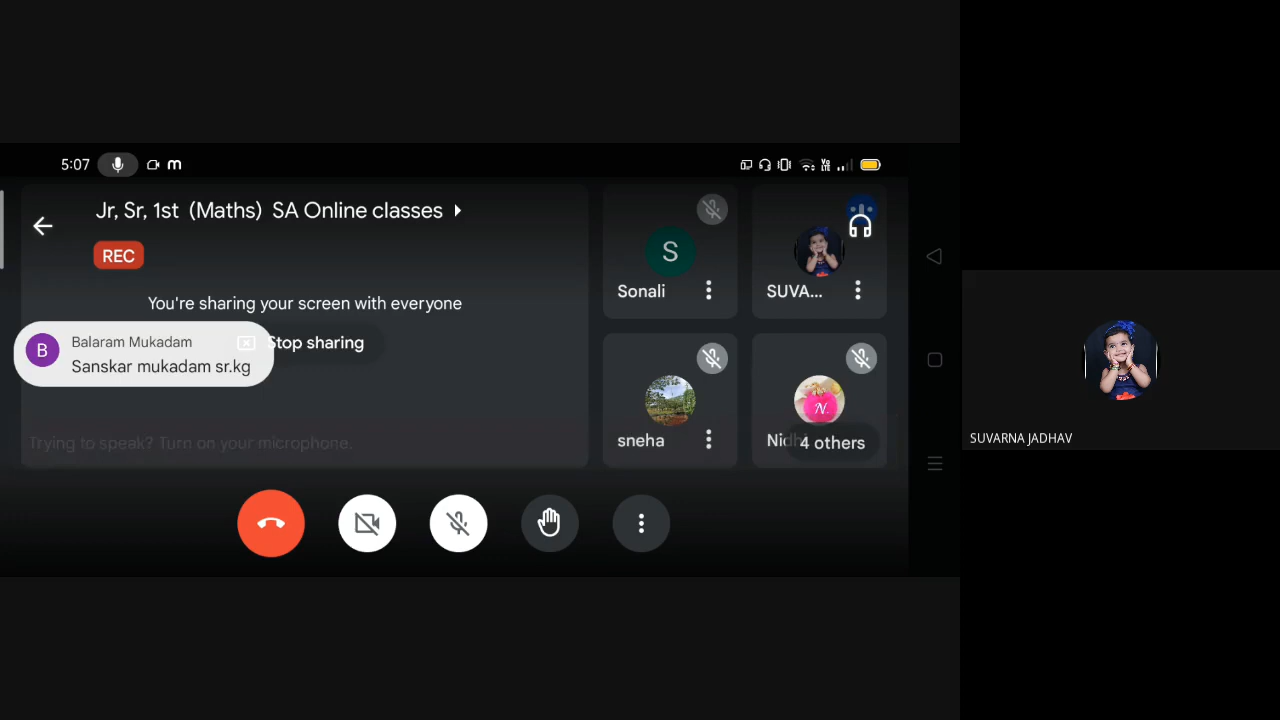 5:07
Jr, Sr, 1st (Maths) SA Online classes
REC
You're sharing your screen with everyone
Stop sharing
B
Balaram Mukadam
Sanskar mukadam sr.kg
Trying to speak? Turn on your microphone.
S
Sonali
SUVA...
sneha
N.
4 others
SUVARNA JADHAV